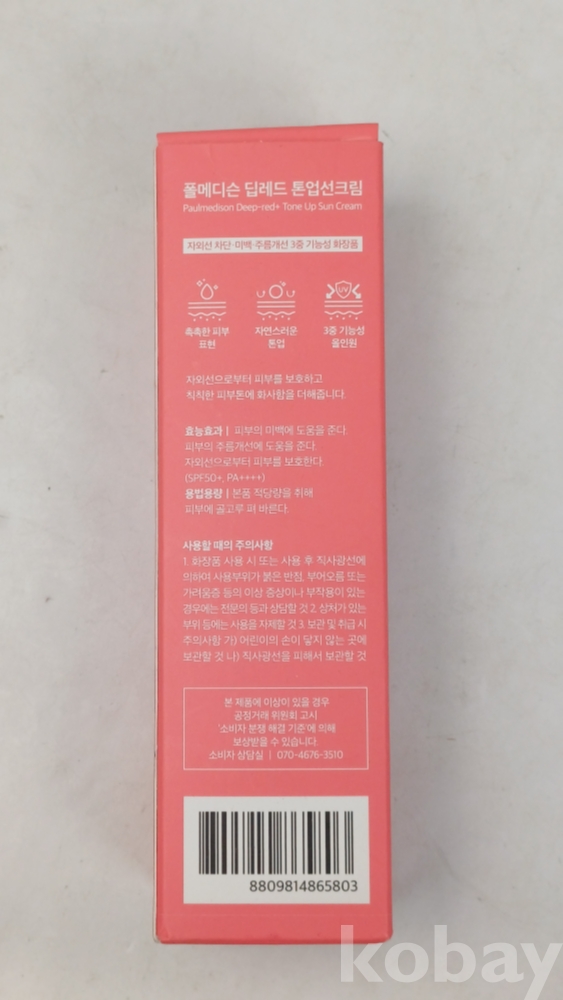 폴메디슨 딥레드 톤업선크림
Paulmedison Deep-red+ Tone Up Sun Cream
자외선 차단·미백·주름개선 3중 기능성 화장품
UV
촉촉한 피부
표현
자연스러운
톤업
3중 기능성
올인원
자외선으로부터 피부를 보호하고
칙칙한 피부톤에 화사함을 더해줍니다.
효능효과 | 피부의 미백에 도움을 준다.
피부의 주름개선에 도움을 준다.
자외선으로부터 피부를 보호한다.
(SPF50+, PA++++)
용법용량 | 본품 적당량을 취해
피부에 골고루 펴 바른다.
사용할 때의 주의사항
1. 화장품 사용 시 또는 사용 후 직사광선에
의하여 사용부위가 붉은 반점, 부어오름 또는
가려움증 등의 이상 증상이나 부작용이 있는
경우에는 전문의 등과 상담할 것 2. 상처가 있는
부위 등에는 사용을 자제할 것 3. 보관 및 취급 시
주의사항 가) 어린이의 손이 닿지 않는 곳에
보관할 것 나) 직사광선을 피해서 보관할 것
본 제품에 이상이 있을 경우
공정거래 위원회 고시
'소비자 분쟁 해결 기준'에 의해
보상받을 수 있습니다.
소비자 상담실 | 070-4676-3510
8809814865803
kobay